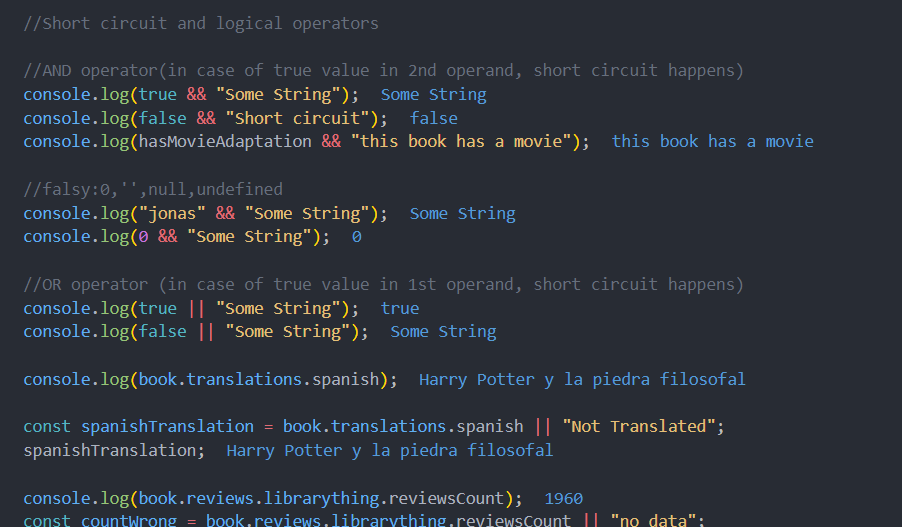 //Short circuit and logical operators
//AND operator(in case of true value in 2nd operand, short circuit happens)
console.log(true && "Some String");  Some String
console.log(false && "Short circuit");  false
console.log(hasMovieAdaptation && "this book has a movie");  this book has a movie
//falsy:0,'',null,undefined
console.log("jonas" && "Some String");  Some String
console.log(0 && "Some String");  0
//OR operator (in case of true value in 1st operand, short circuit happens)
console.log(true || "Some String");  true
console.log(false || "Some String");  Some String
console.log(book.translations.spanish);  Harry Potter y la piedra filosofal
const spanishTranslation = book.translations.spanish || "Not Translated";
spanishTranslation;  Harry Potter y la piedra filosofal
console.log(book.reviews.librarything.reviewsCount);  1960
const countWrong = book.reviews.librarything.reviewsCount || "no data";